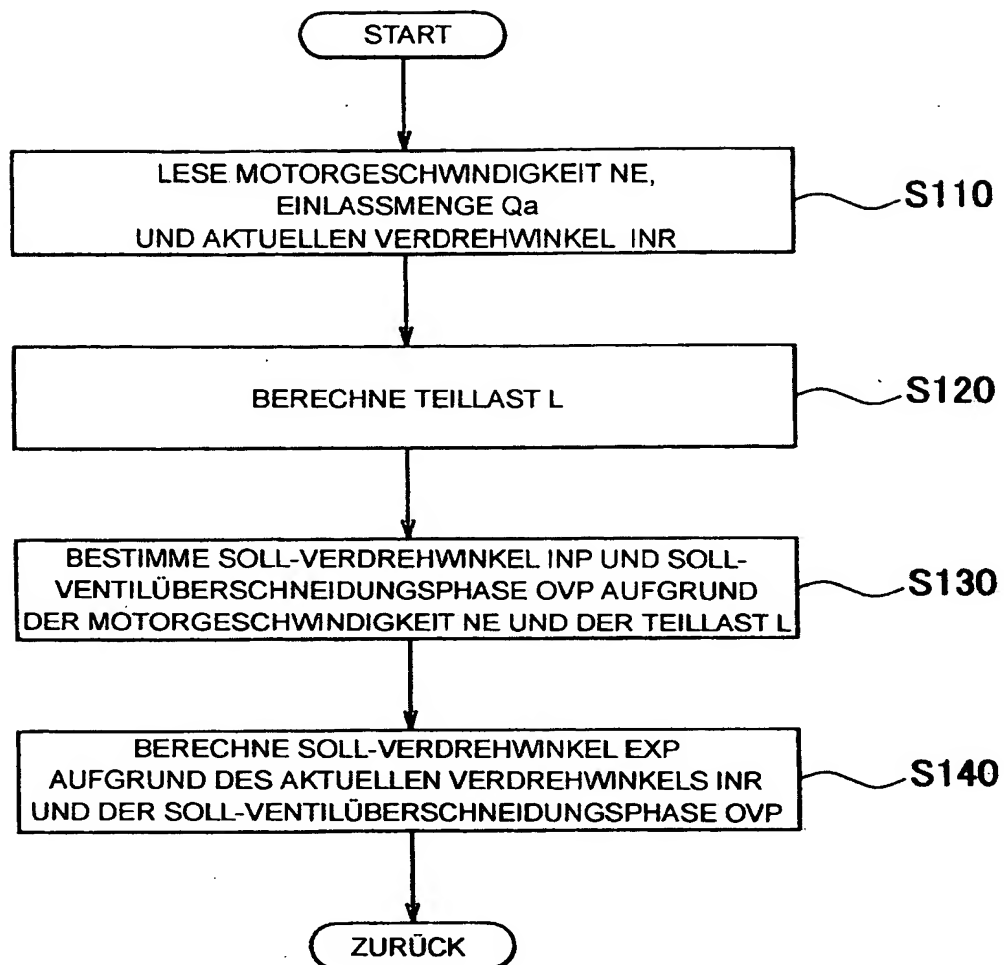 START
LESE MOTORGESCHWINDIGKEIT NE,
EINLASSMENGE Qa
UND AKTUELLEN VERDREHWINKEL INR
S110
BERECHNE TEILLAST L
S120
BESTIMME SOLL-VERDREHWINKEL INP UND SOLL-
VENTILÜBERSCHNEIDUNGSPHASE OVP AUFGRUND
DER MOTORGESCHWINDIGKEIT NE UND DER TEILLAST L
S130
BERECHNE SOLL-VERDREHWINKEL EXP
AUFGRUND DES AKTUELLEN VERDREHWINKELS INR
UND DER SOLL-VENTILÜBERSCHNEIDUNGSPHASE OVP
S140
ZURÜCK